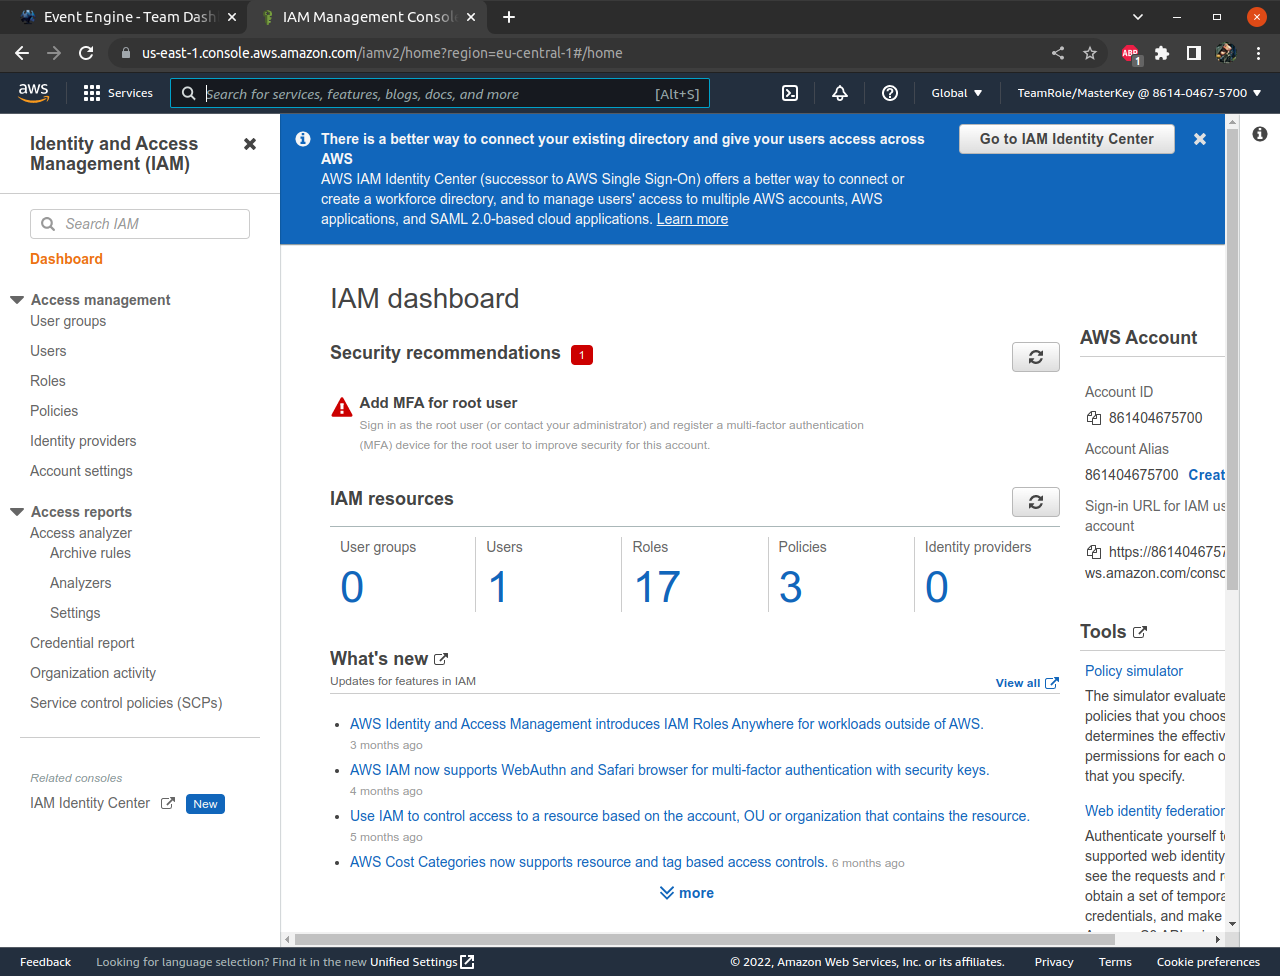 Event Engine - Team Dash
IAM Management Console
us-east-1.console.aws.amazon.com/iamv2/home?region=eu-central-1#/home
ABP
1
aws
Services
Search for services, features, blogs, docs, and more
[Alt+S]
Global
TeamRole/MasterKey @ 8614-0467-5700
Identity and Access
Management (IAM)
Search IAM
Dashboard
Access management
User groups
Users
Roles
Policies
Identity providers
Account settings
Access reports
Access analyzer
Archive rules
Analyzers
Settings
Credential report
Organization activity
Service control policies (SCPs)
Related consoles
IAM Identity Center
New
There is a better way to connect your existing directory and give your users access across
AWS
AWS IAM Identity Center (successor to AWS Single Sign-On) offers a better way to connect or
create a workforce directory, and to manage users' access to multiple AWS accounts, AWS
applications, and SAML 2.0-based cloud applications. Learn more
Go to IAM Identity Center
IAM dashboard
Security recommendations 1
Add MFA for root user
Sign in as the root user (or contact your administrator) and register a multi-factor authentication
(MFA) device for the root user to improve security for this account.
IAM resources
User groups
0
Users
1
Roles
17
Policies
3
Identity providers
0
What's new
Updates for features in IAM
View all
AWS Identity and Access Management introduces IAM Roles Anywhere for workloads outside of AWS.
3 months ago
AWS IAM now supports WebAuthn and Safari browser for multi-factor authentication with security keys.
4 months ago
Use IAM to control access to a resource based on the account, OU or organization that contains the resource.
5 months ago
AWS Cost Categories now supports resource and tag based access controls. 6 months ago
more
AWS Account
Account ID
861404675700
Account Alias
861404675700 Creat
Sign-in URL for IAM us
account
https://8614046757
ws.amazon.com/conso
Tools
Policy simulator
The simulator evaluate
policies that you choos
determines the effectiv
permissions for each o
that you specify.
Web identity federation
Authenticate yourself t
supported web identity
see the requests and r
obtain a set of tempora
credentials, and make
Feedback
Looking for language selection? Find it in the new Unified Settings
© 2022, Amazon Web Services, Inc. or its affiliates.
Privacy
Terms
Cookie preferences